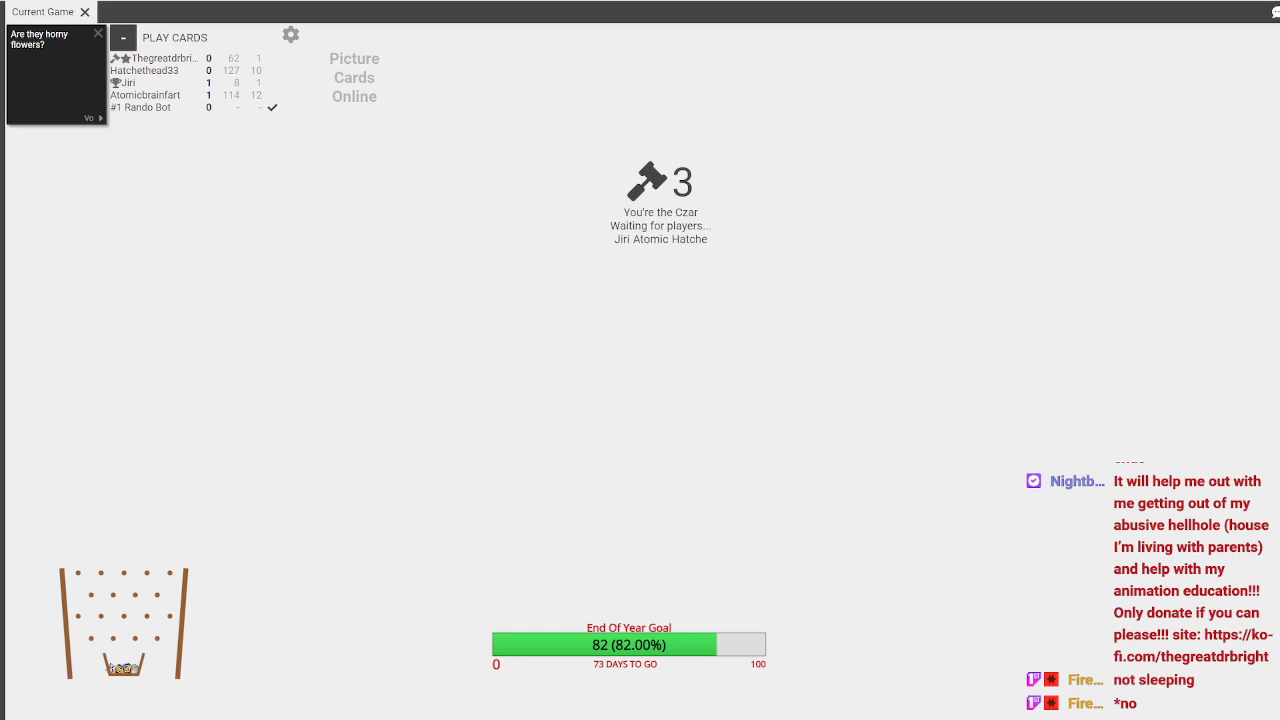 Current Game
Are they horny
flowers?
Vo
-
PLAY CARDS
Thegreatdrbri... 0 62 1
Hatchethead33 0 127 10
Jiri 1 8 1
Atomicbrainfart 1 114 12
#1 Rando Bot 0 - -
Picture
Cards
Online
3
You're the Czar
Waiting for players...
Jiri Atomic Hatche
Nightb... It will help me out with
me getting out of my
abusive hellhole (house
I'm living with parents)
and help with my
animation education!!!
Only donate if you can
please!!! site: https://ko-
fi.com/thegreatdrbright
Fire... not sleeping
Fire... *no
End Of Year Goal
82 (82.00%)
0 73 DAYS TO GO 100